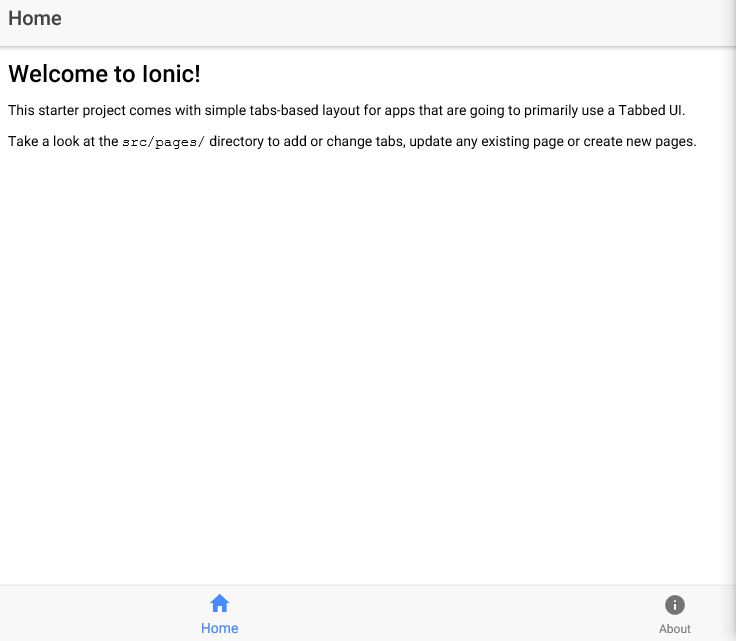 Home
Welcome to Ionic!
This starter project comes with simple tabs-based layout for apps that are going to primarily use a Tabbed UI.
Take a look at the src/pages/ directory to add or change tabs, update any existing page or create new pages.
Home
About